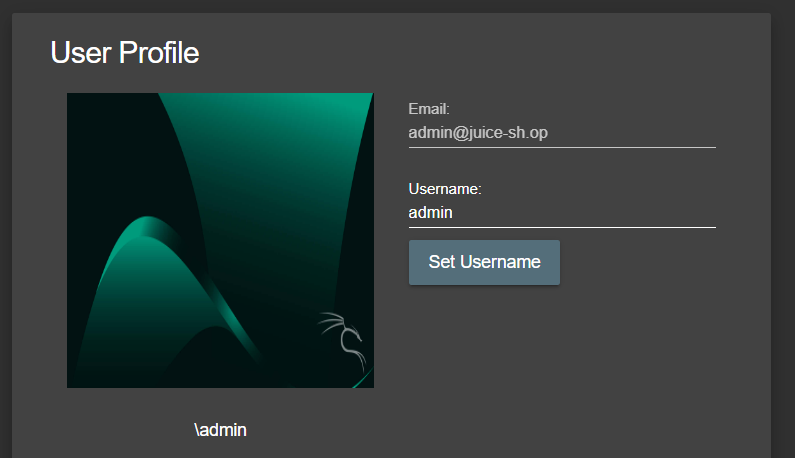 User Profile
Email:
admin@juice-sh.op
Username:
admin
Set Username
\admin